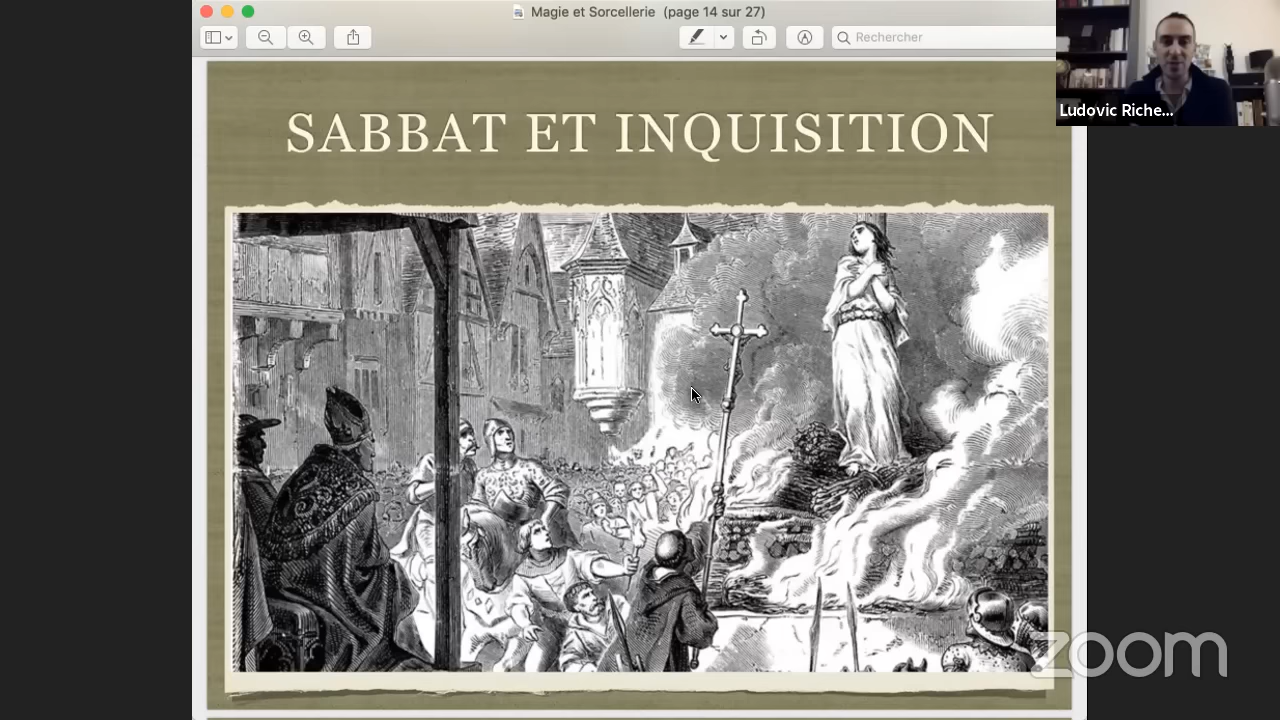 Magie et Sorcellerie (page 14 sur 27)
Rechercher
Ludovic Riche...
SABBAT ET INQUISITION
zoom